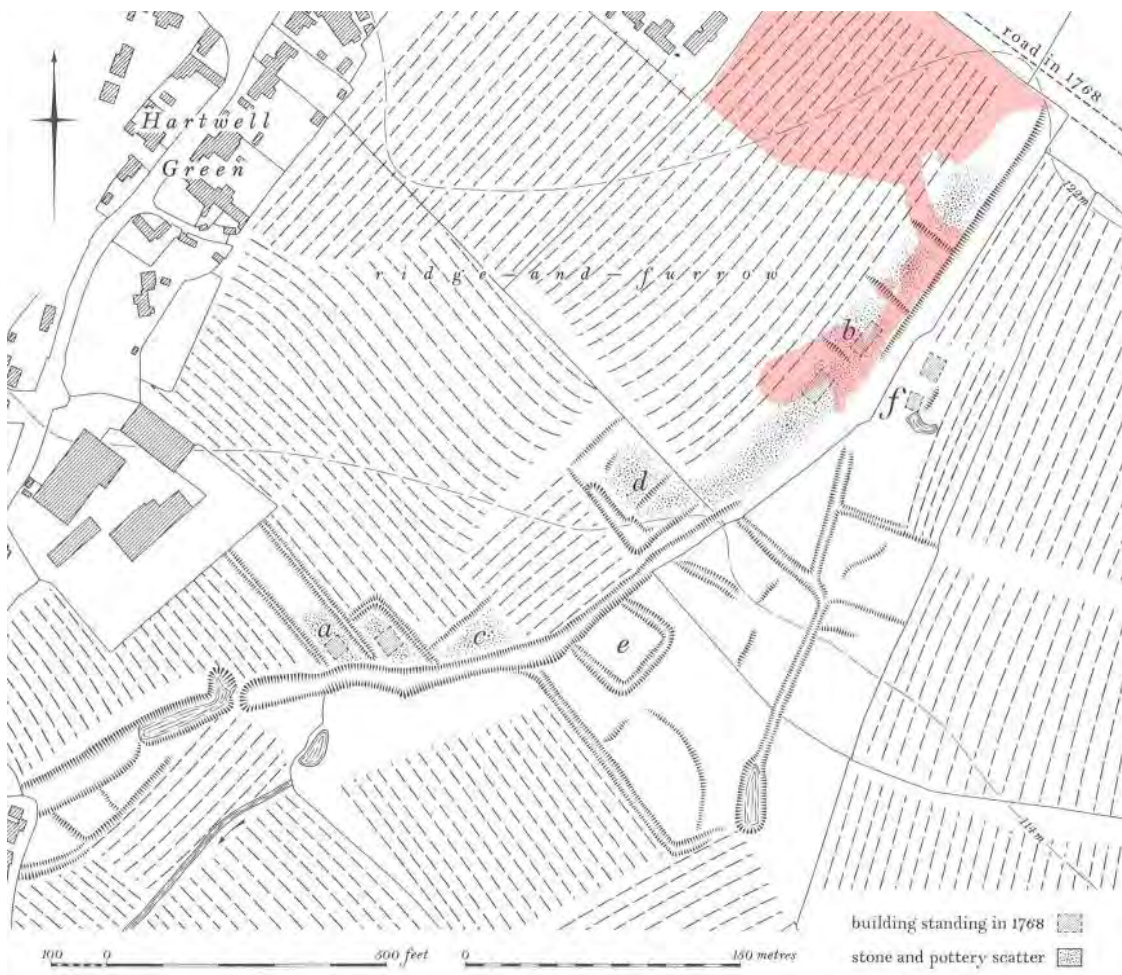 road in 1768
Hartwell
Green
122m
ridge-and-furrow
b
f
d
a
c
e
114m
building standing in 1768
100 0 500 feet 0 150 metres
stone and pottery scatter